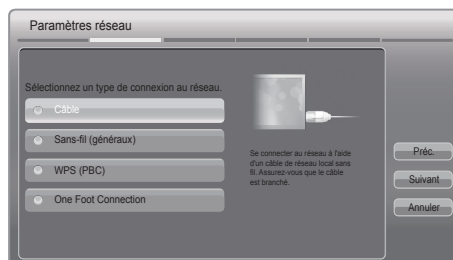 Paramètres réseau
Sélectionnez un type de connexion au réseau.
Câble
Sans-fil (généraux)
WPS (PBC)
One Foot Connection
Se connecter au réseau à l'aide
d'un câble de réseau local sans
fil. Assurez-vous que le câble
est branché.
Préc.
Suivant
Annuler